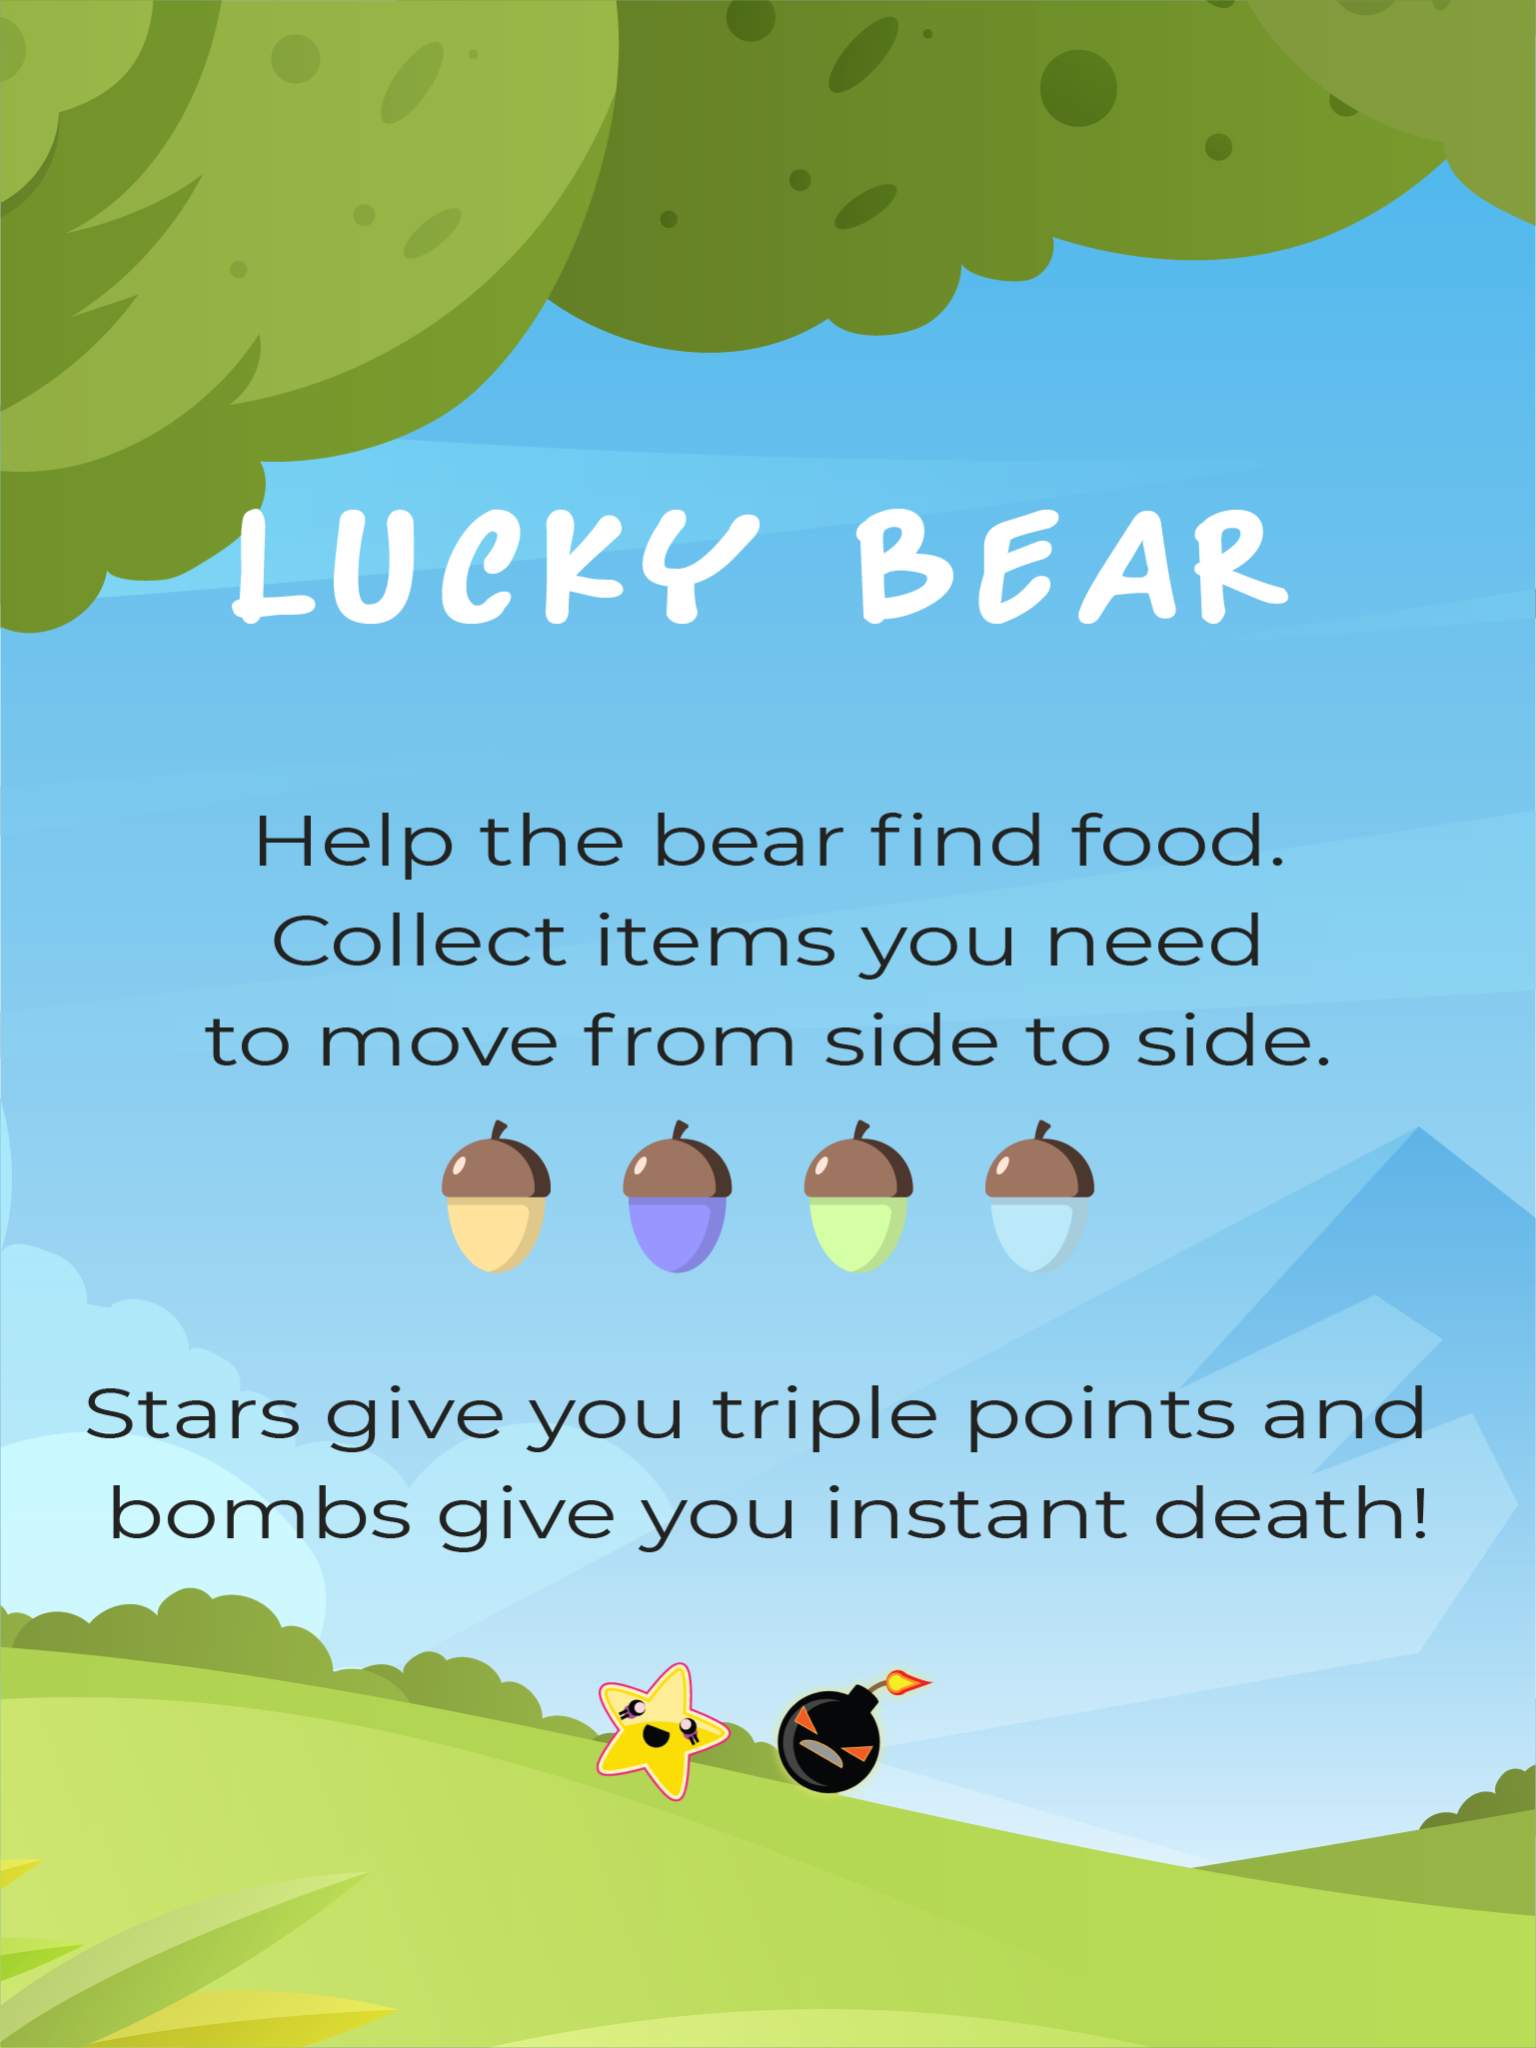 LUCKY BEAR
Help the bear find food.
Collect items you need
to move from side to side.
Stars give you triple points and
bombs give you instant death!